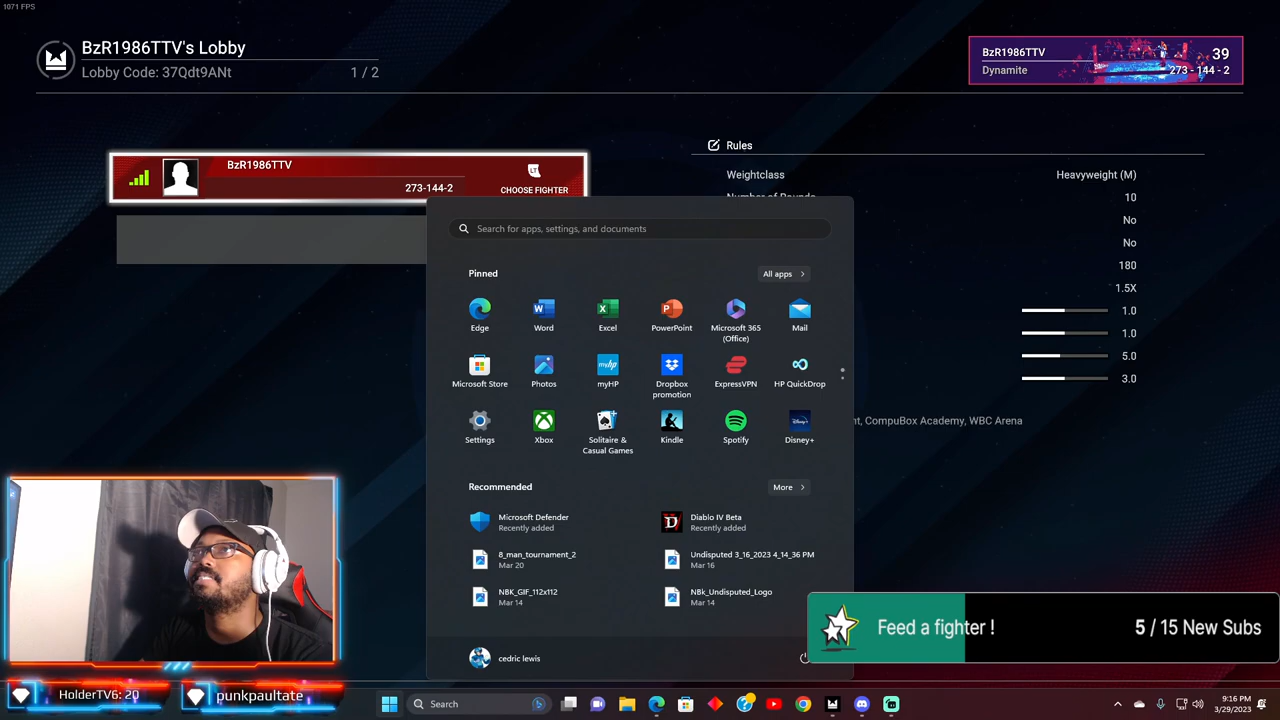 1071 FPS
BzR1986TTV's Lobby
Lobby Code: 37Qdt9ANt
1 / 2
BzR1986TTV
39
Dynamite
273 - 144 - 2
BzR1986TTV
273-144-2
LT
CHOOSE FIGHTER
Rules
Weightclass
Heavyweight (M)
Number of Rounds
10
No
No
180
1.5X
1.0
1.0
5.0
3.0
CompuBox Academy, WBC Arena
Search for apps, settings, and documents
Pinned
All apps
Edge
Word
Excel
PowerPoint
Microsoft 365 (Office)
Mail
Microsoft Store
Photos
myHP
Dropbox promotion
ExpressVPN
HP QuickDrop
Settings
Xbox
Solitaire & Casual Games
Kindle
Spotify
Disney+
Recommended
More
Microsoft Defender
Recently added
Diablo IV Beta
Recently added
8_man_tournament_2
Mar 20
Undisputed 3_16_2023 4_14_36 PM
Mar 16
NBK_GIF_112x112
Mar 14
NBk_Undisputed_Logo
Mar 14
cedric lewis
Feed a fighter !
5 / 15 New Subs
HolderTV6: 20
punkpaultate
Search
9:16 PM
3/29/2023